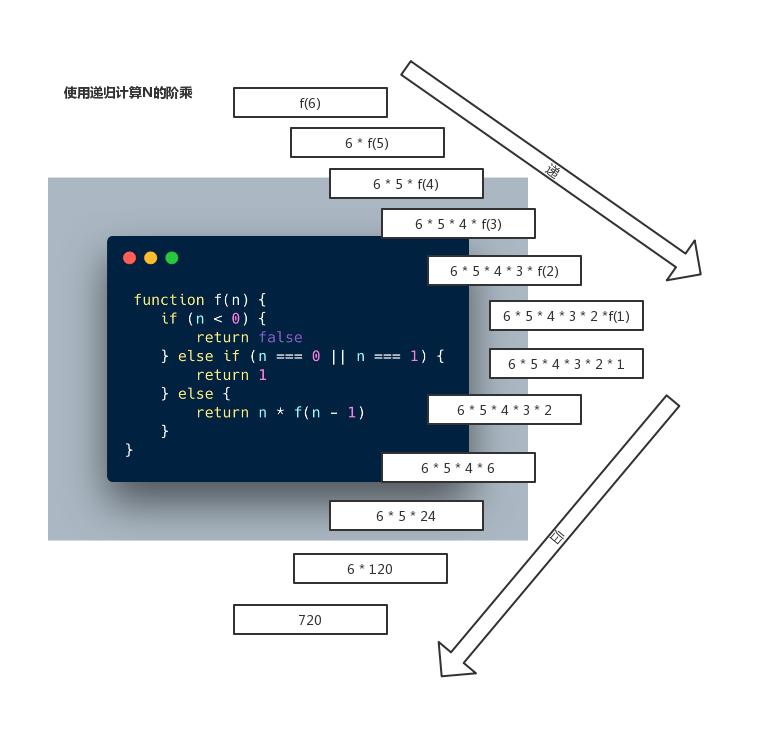 使用递归计算N的阶乘
f(6)
6 * f(5)
6 * 5 * f(4)
6 * 5 * 4 * f(3)
6 * 5 * 4 * 3 * f(2)
6 * 5 * 4 * 3 * 2 *f(1)
6 * 5 * 4 * 3 * 2 * 1
6 * 5 * 4 * 3 * 2
6 * 5 * 4 * 6
6 * 5 * 24
6 * 120
720
递
归
function f(n) {
if (n < 0) {
return false
} else if (n === 0 || n === 1) {
return 1
} else {
return n * f(n - 1)
}
}